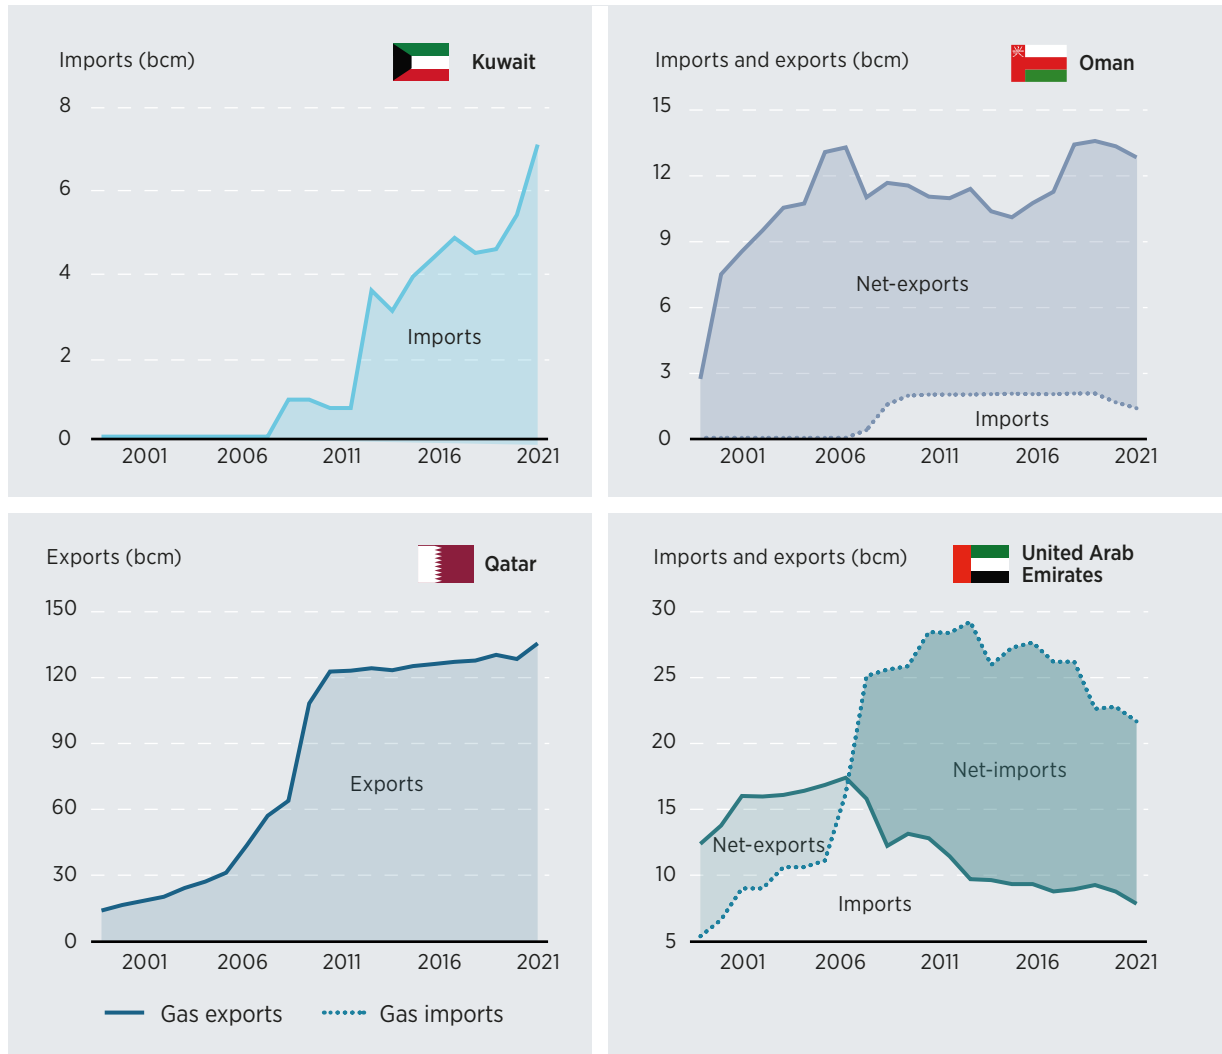 Imports (bcm)
Kuwait
8
6
4
2
0
Imports
2001 2006 2011 2016 2021
Imports and exports (bcm)
Oman
15
12
9
6
3
0
Net-exports
Imports
2001 2006 2011 2016 2021
Exports (bcm)
Qatar
150
120
90
60
30
0
Exports
2001 2006 2011 2016 2021
Gas exports
Gas imports
Imports and exports (bcm)
United Arab
Emirates
30
25
20
15
10
5
Net-imports
Net-exports
Imports
2001 2006 2011 2016 2021